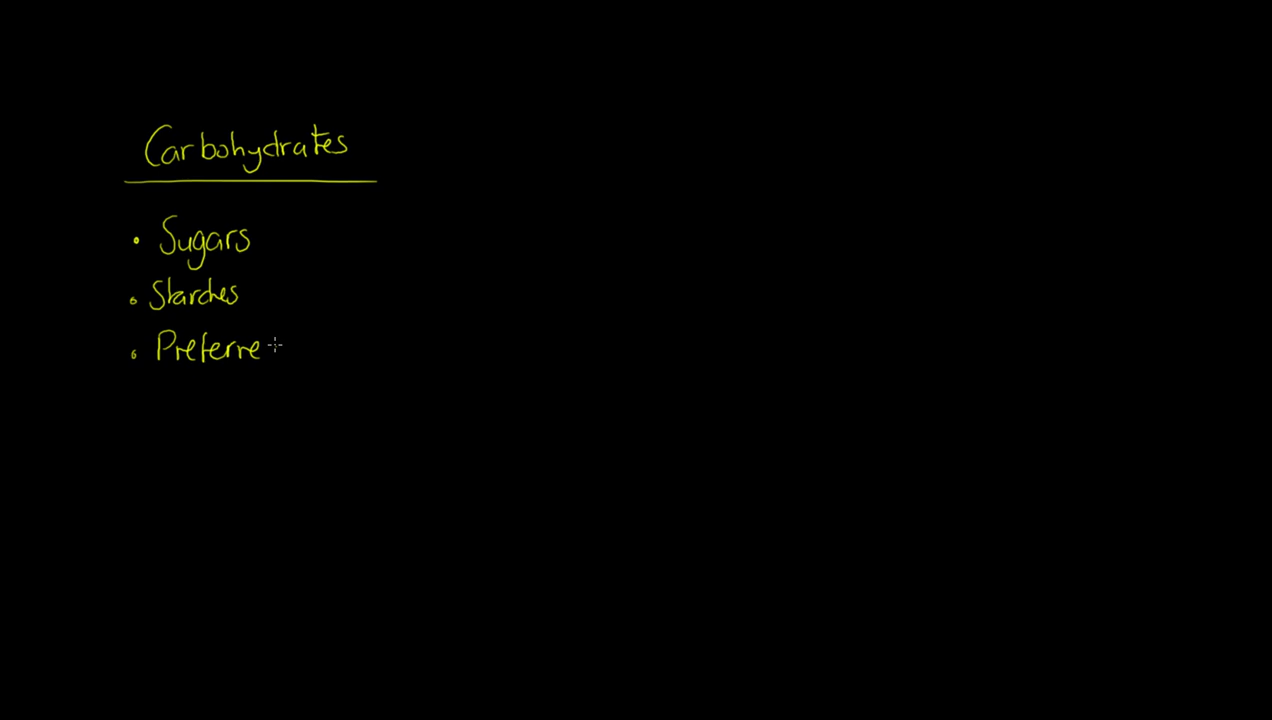 Carbohydrates
• Sugars
• Starches
• Preferre